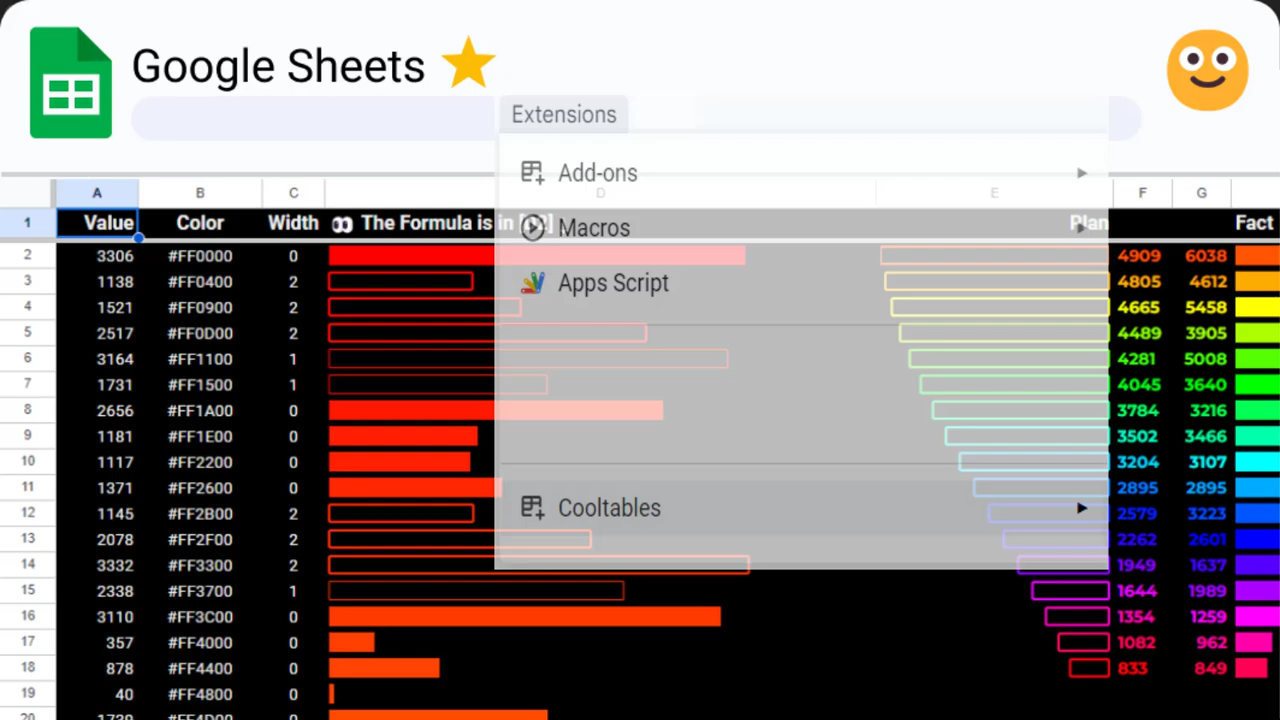 Google Sheets
Extensions
Add-ons
Macros
Apps Script
Cooltables
A B C D E F G
1 Value Color Width The Formula is in Plan Fact
2 3306 #FF0000 0 4909 6038
3 1138 #FF0400 2 4805 4612
4 1521 #FF0900 2 4665 5458
5 2517 #FF0D00 2 4489 3905
6 3164 #FF1100 1 4281 5008
7 1731 #FF1500 1 4045 3640
8 2656 #FF1A00 0 3784 3216
9 1181 #FF1E00 0 3502 3466
10 1117 #FF2200 0 3204 3107
11 1371 #FF2600 0 2895 2895
12 1145 #FF2B00 2 2579 3223
13 2078 #FF2F00 2 2262 2601
14 3332 #FF3300 2 1949 1637
15 2338 #FF3700 1 1644 1989
16 3110 #FF3C00 0 1354 1259
17 357 #FF4000 0 1082 962
18 878 #FF4400 0 833 849
19 40 #FF4800 0
20 1739 #FF4D00 0